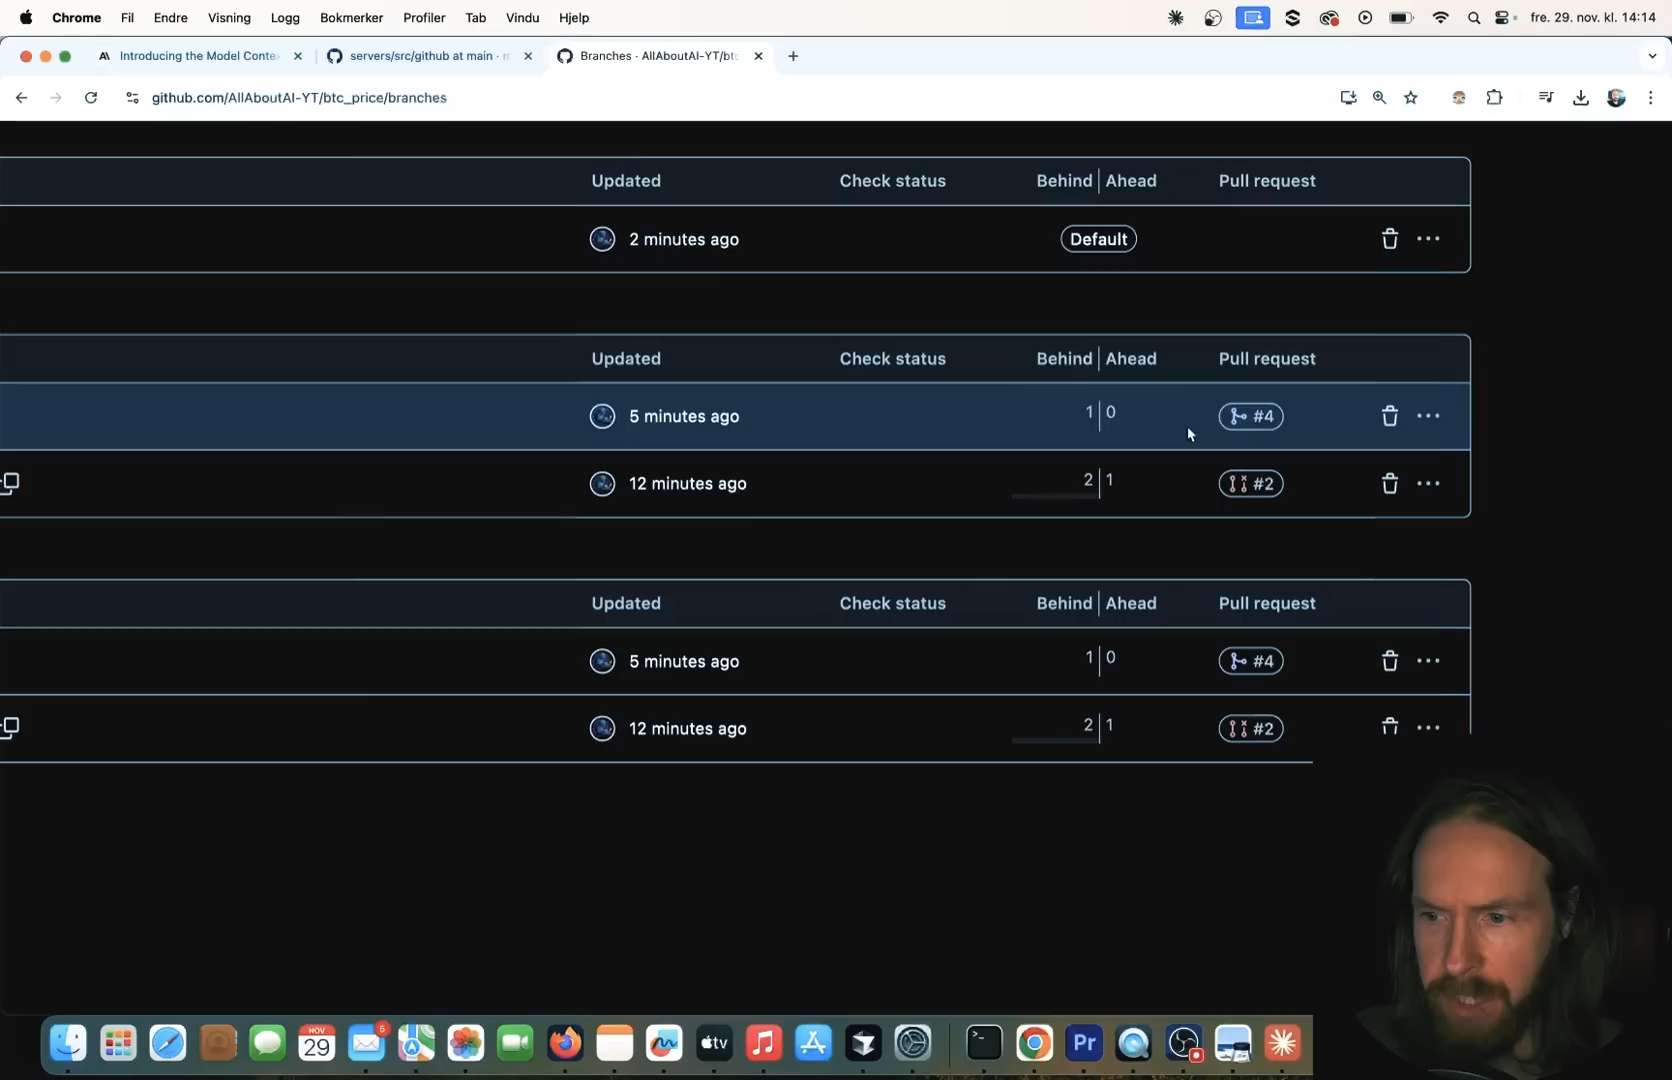 Chrome Fil Endre Visning Logg Bokmerker Profiler Tab Vindu Hjelp fre. 29. nov. kl. 14:14
Introducing the Model Conte servers/src/github at main · m Branches · AllAboutAI-YT/btc
github.com/AllAboutAI-YT/btc_price/branches
Updated Check status Behind Ahead Pull request
2 minutes ago Default
Updated Check status Behind Ahead Pull request
5 minutes ago 1 0 #4
12 minutes ago 2 1 #2
Updated Check status Behind Ahead Pull request
5 minutes ago 1 0 #4
12 minutes ago 2 1 #2
NOV
29
5
tv
Pr